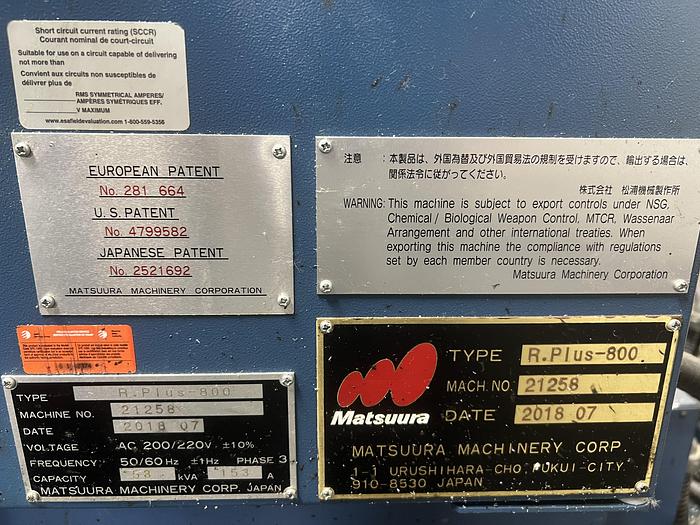 Short circuit current rating (SCCR)
Courant nominal de court-circuit
Suitable for use on a circuit capable of delivering
not more than
Convient aux circuits non susceptibles de
délivrer plus de
RMS SYMMETRICAL AMPERES/
AMPÈRES SYMÉTRIQUES EFF.
V MAXIMUM
www.esafieldevaluation.com 1-800-559-5356
EUROPEAN PATENT
No. 281 664
U.S. PATENT
No. 4799582
JAPANESE PATENT
No. 2521692
MATSUURA MACHINERY CORPORATION
注意 : 本製品は、外国為替及び外国貿易法の規制を受けますので、輸出する場合は、
関係法令に従がってください。
株式会社 松浦機械製作所
WARNING: This machine is subject to export controls under NSG,
Chemical / Biological Weapon Control, MTCR, Wassenaar
Arrangement and other international treaties. When
exporting this machine the compliance with regulations
set by each member country is necessary.
Matsuura Machinery Corporation
TYPE R.Plus-800
MACHINE NO. 21258
DATE 2018 07
VOLTAGE AC 200/220V ±10%
FREQUENCY 50/60 Hz ±1Hz PHASE 3
CAPACITY 53 kVA 153 A
MATSUURA MACHINERY CORP. JAPAN
Matsuura
TYPE R.Plus-800
MACH. NO. 21258
DATE 2018 07
MATSUURA MACHINERY CORP.
1-1 URUSHIHARA-CHO FUKUI-CITY
910-8530 JAPAN